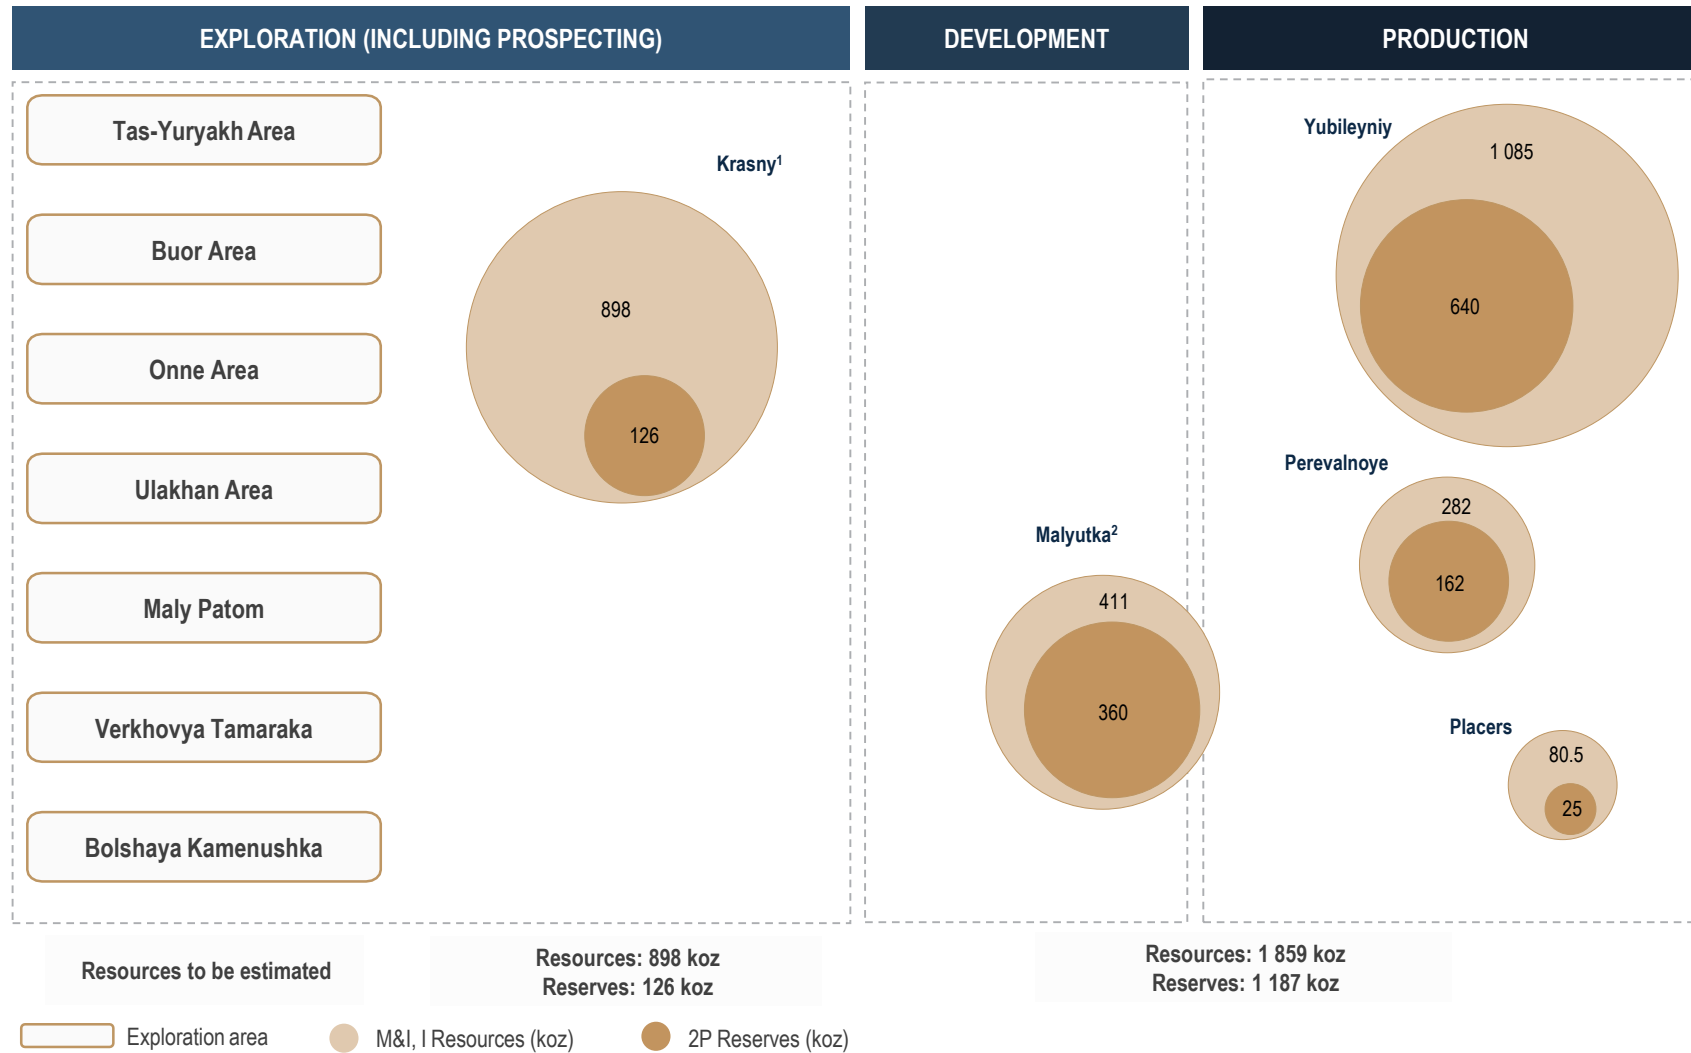 EXPLORATION (INCLUDING PROSPECTING)
DEVELOPMENT
PRODUCTION
Tas-Yuryakh Area
Buor Area
Onne Area
Ulakhan Area
Maly Patom
Verkhovya Tamaraka
Bolshaya Kamenushka
Krasny¹
898
126
Malyutka²
411
360
Yubileyniy
1 085
640
Perevalnoye
282
162
Placers
80.5
25
Resources to be estimated
Resources: 898 koz
Reserves: 126 koz
Resources: 1 859 koz
Reserves: 1 187 koz
Exploration area
M&I, I Resources (koz)
2P Reserves (koz)